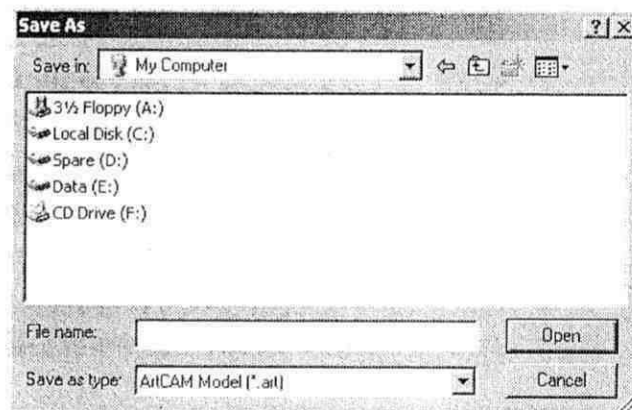 Save As
Save in: My Computer
3½ Floppy (A:)
Local Disk (C:)
Spare (D:)
Data (E:)
CD Drive (F:)
File name: Open
Save as type: ArtCAM Model (*.art) Cancel